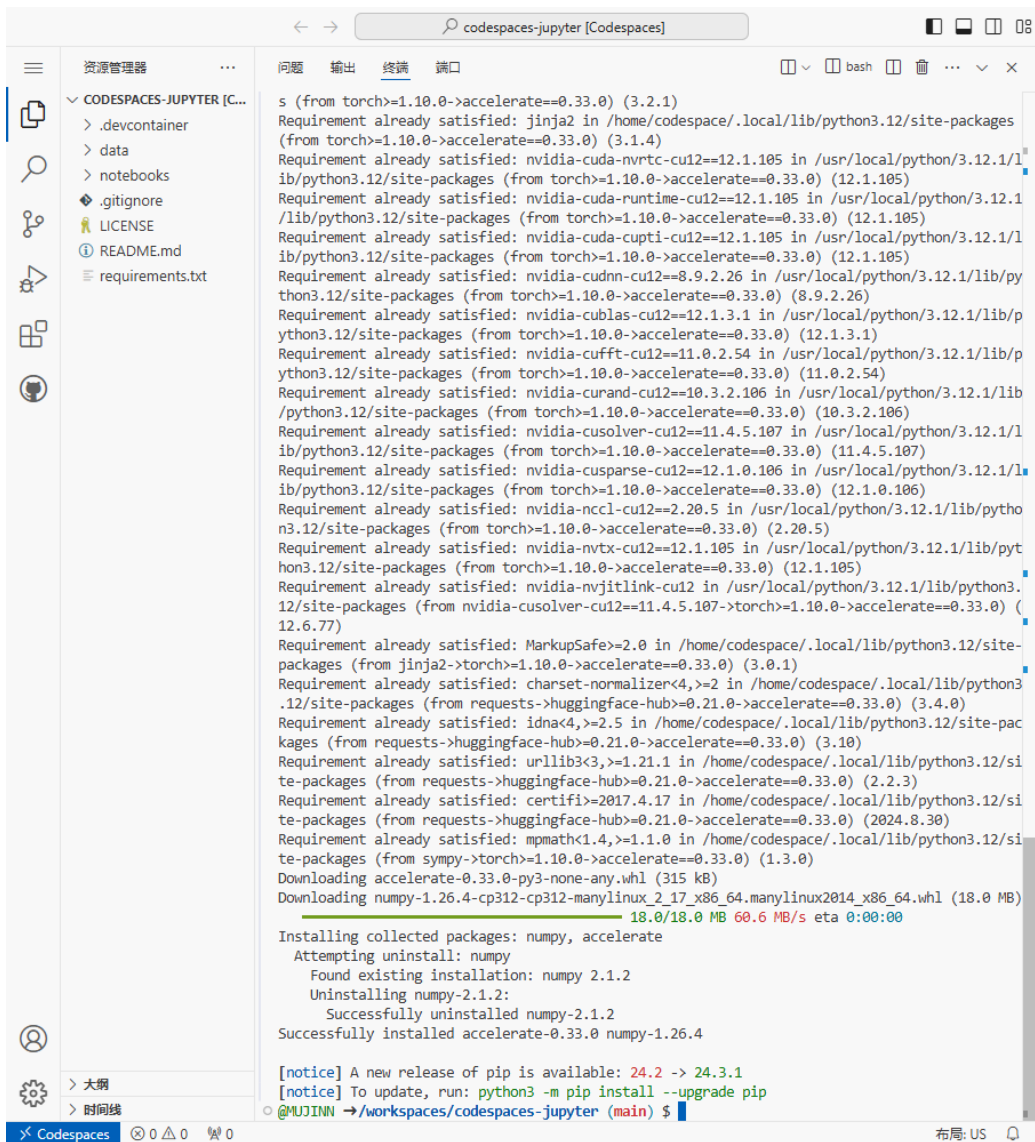 codespaces-jupyter [Codespaces]
资源管理器
问题 输出 终端 端口
bash
CODESPACES-JUPYTER [C...
.devcontainer
data
notebooks
.gitignore
LICENSE
README.md
requirements.txt
s (from torch>=1.10.0->accelerate==0.33.0) (3.2.1)
Requirement already satisfied: jinja2 in /home/codespace/.local/lib/python3.12/site-packages
(from torch>=1.10.0->accelerate==0.33.0) (3.1.4)
Requirement already satisfied: nvidia-cuda-nvrtc-cu12==12.1.105 in /usr/local/python/3.12.1/l
ib/python3.12/site-packages (from torch>=1.10.0->accelerate==0.33.0) (12.1.105)
Requirement already satisfied: nvidia-cuda-runtime-cu12==12.1.105 in /usr/local/python/3.12.1
/lib/python3.12/site-packages (from torch>=1.10.0->accelerate==0.33.0) (12.1.105)
Requirement already satisfied: nvidia-cuda-cupti-cu12==12.1.105 in /usr/local/python/3.12.1/l
ib/python3.12/site-packages (from torch>=1.10.0->accelerate==0.33.0) (12.1.105)
Requirement already satisfied: nvidia-cudnn-cu12==8.9.2.26 in /usr/local/python/3.12.1/lib/py
thon3.12/site-packages (from torch>=1.10.0->accelerate==0.33.0) (8.9.2.26)
Requirement already satisfied: nvidia-cublas-cu12==12.1.3.1 in /usr/local/python/3.12.1/lib/p
ython3.12/site-packages (from torch>=1.10.0->accelerate==0.33.0) (12.1.3.1)
Requirement already satisfied: nvidia-cufft-cu12==11.0.2.54 in /usr/local/python/3.12.1/lib/p
ython3.12/site-packages (from torch>=1.10.0->accelerate==0.33.0) (11.0.2.54)
Requirement already satisfied: nvidia-curand-cu12==10.3.2.106 in /usr/local/python/3.12.1/lib
/python3.12/site-packages (from torch>=1.10.0->accelerate==0.33.0) (10.3.2.106)
Requirement already satisfied: nvidia-cusolver-cu12==11.4.5.107 in /usr/local/python/3.12.1/l
ib/python3.12/site-packages (from torch>=1.10.0->accelerate==0.33.0) (11.4.5.107)
Requirement already satisfied: nvidia-cusparse-cu12==12.1.0.106 in /usr/local/python/3.12.1/l
ib/python3.12/site-packages (from torch>=1.10.0->accelerate==0.33.0) (12.1.0.106)
Requirement already satisfied: nvidia-nccl-cu12==2.20.5 in /usr/local/python/3.12.1/lib/pytho
n3.12/site-packages (from torch>=1.10.0->accelerate==0.33.0) (2.20.5)
Requirement already satisfied: nvidia-nvtx-cu12==12.1.105 in /usr/local/python/3.12.1/lib/pyt
hon3.12/site-packages (from torch>=1.10.0->accelerate==0.33.0) (12.1.105)
Requirement already satisfied: nvidia-nvjitlink-cu12 in /usr/local/python/3.12.1/lib/python3.
12/site-packages (from nvidia-cusolver-cu12==11.4.5.107->torch>=1.10.0->accelerate==0.33.0) (
12.6.77)
Requirement already satisfied: MarkupSafe>=2.0 in /home/codespace/.local/lib/python3.12/site-
packages (from jinja2->torch>=1.10.0->accelerate==0.33.0) (3.0.1)
Requirement already satisfied: charset-normalizer<4,>=2 in /home/codespace/.local/lib/python3
.12/site-packages (from requests->huggingface-hub>=0.21.0->accelerate==0.33.0) (3.4.0)
Requirement already satisfied: idna<4,>=2.5 in /home/codespace/.local/lib/python3.12/site-pac
kages (from requests->huggingface-hub>=0.21.0->accelerate==0.33.0) (3.10)
Requirement already satisfied: urllib3<3,>=1.21.1 in /home/codespace/.local/lib/python3.12/si
te-packages (from requests->huggingface-hub>=0.21.0->accelerate==0.33.0) (2.2.3)
Requirement already satisfied: certifi>=2017.4.17 in /home/codespace/.local/lib/python3.12/si
te-packages (from requests->huggingface-hub>=0.21.0->accelerate==0.33.0) (2024.8.30)
Requirement already satisfied: mpmath<1.4,>=1.1.0 in /home/codespace/.local/lib/python3.12/si
te-packages (from sympy->torch>=1.10.0->accelerate==0.33.0) (1.3.0)
Downloading accelerate-0.33.0-py3-none-any.whl (315 kB)
Downloading numpy-1.26.4-cp312-cp312-manylinux_2_17_x86_64.manylinux2014_x86_64.whl (18.0 MB)
18.0/18.0 MB 60.6 MB/s eta 0:00:00
Installing collected packages: numpy, accelerate
Attempting uninstall: numpy
Found existing installation: numpy 2.1.2
Uninstalling numpy-2.1.2:
Successfully uninstalled numpy-2.1.2
Successfully installed accelerate-0.33.0 numpy-1.26.4
[notice] A new release of pip is available: 24.2 -> 24.3.1
[notice] To update, run: python3 -m pip install --upgrade pip
@MUJINN ➜/workspaces/codespaces-jupyter (main) $
大纲
时间线
Codespaces 0 0 0
布局: US